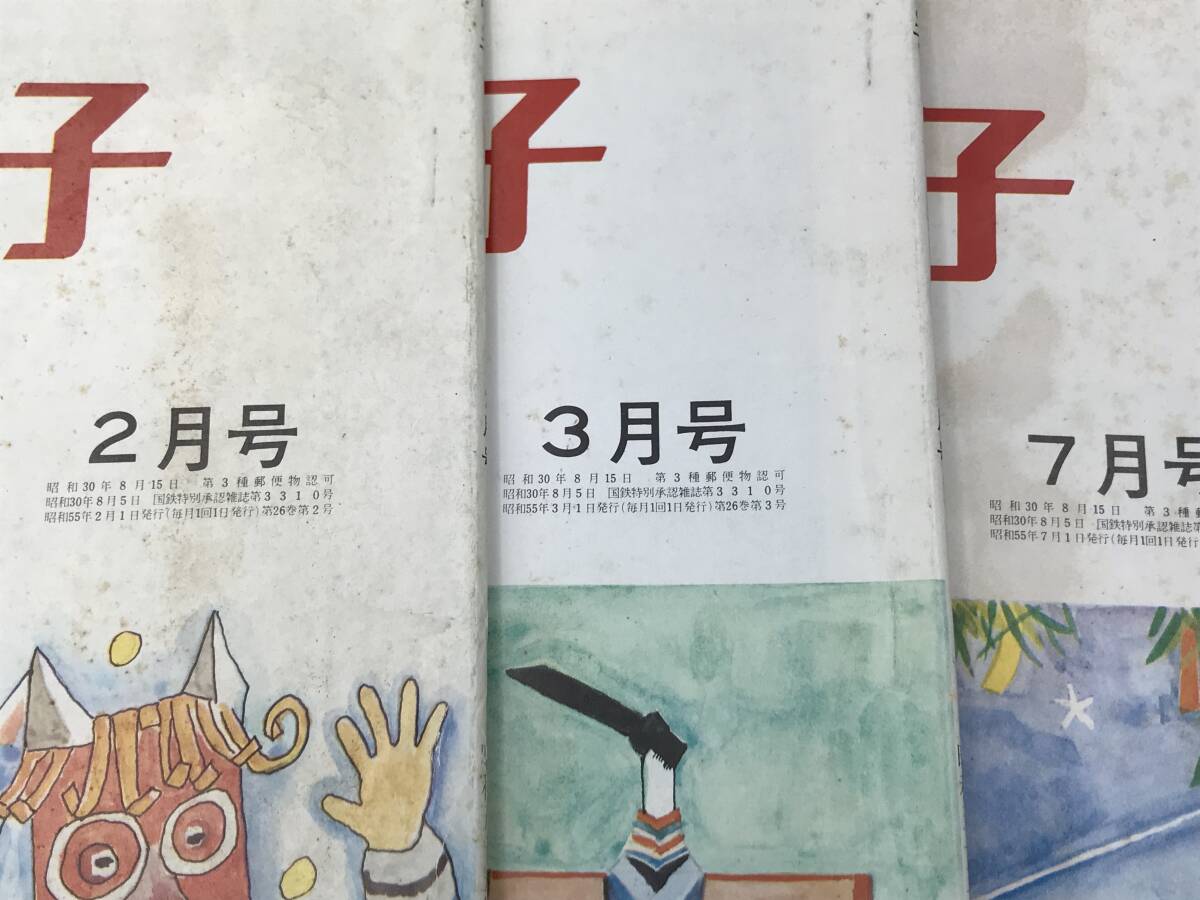 子
2月号
昭和30年8月15日 第3種郵便物認可
昭和30年8月5日 国鉄特別承認雑誌第3310号
昭和55年2月1日発行(毎月1回1日発行)第26巻第2号
子
3月号
昭和30年8月15日 第3種郵便物認可
昭和30年8月5日 国鉄特別承認雑誌第3310号
昭和55年3月1日発行(毎月1回1日発行)第26巻第3号
子
7月号
昭和30年8月15日 第3種郵
昭和30年8月5日 国鉄特別承認雑誌第
昭和55年7月1日発行(毎月1回1日発行